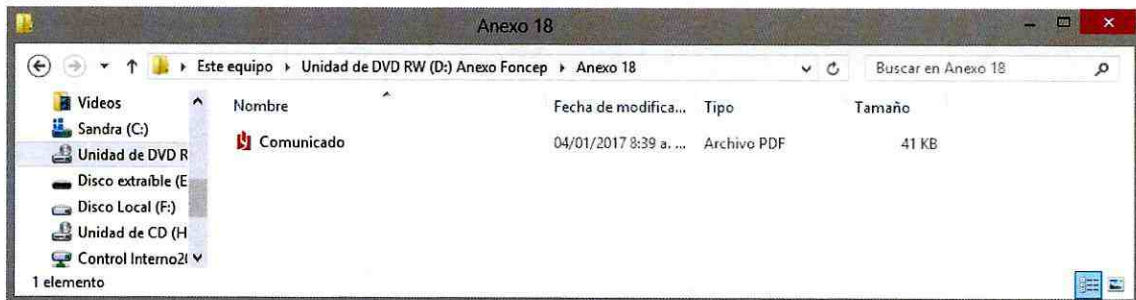 Anexo 18
Este equipo Unidad de DVD RW (D:) Anexo Foncep Anexo 18 Buscar en Anexo 18
Videos
Sandra (C:)
Unidad de DVD R
Disco extraíble (E
Disco Local (F:)
Unidad de CD (H
Control Interno2(
Nombre Fecha de modifica... Tipo Tamaño
Comunicado 04/01/2017 8:39 a. ... Archivo PDF 41 KB
1 elemento